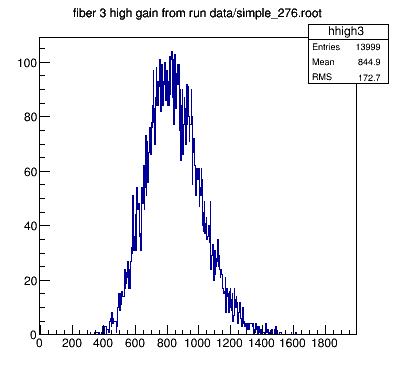 fiber 3 high gain from run data/simple_276.root
hhigh3
Entries 13999
Mean 844.9
RMS 172.7
100
80
60
40
20
0
0 200 400 600 800 1000 1200 1400 1600 1800